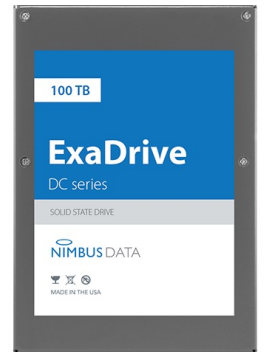 100 TB
ExaDrive
DC series
SOLID STATE DRIVE
NIMBUS DATA
MADE IN THE USA